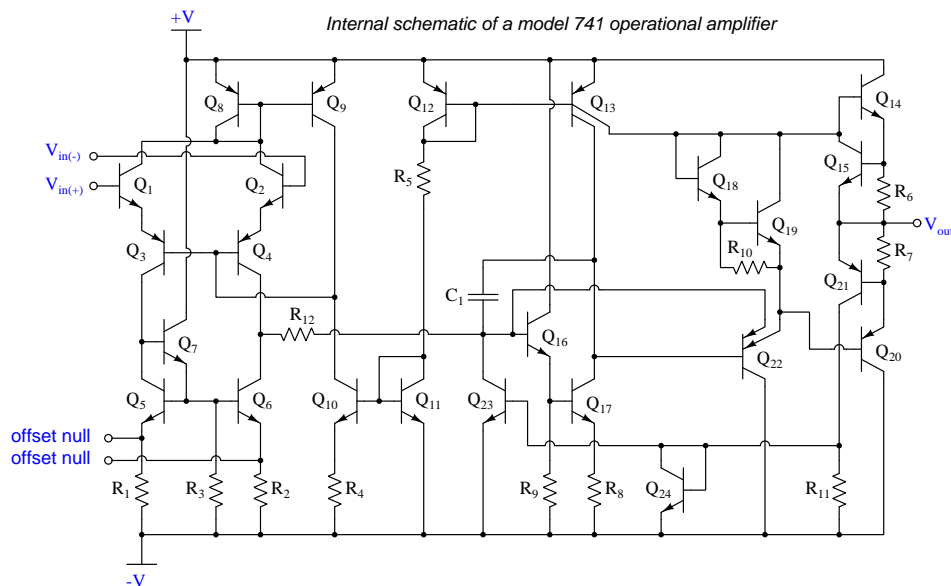 Internal schematic of a model 741 operational amplifier
+V
Q8
Q9
Q12
Q13
Q14
Vin(-)
Vin(+)
Q1
Q2
R5
Q18
Q15
R6
Q3
Q4
Q19
Vout
R10
R7
C1
Q21
R12
Q7
Q16
Q22
Q20
Q5
Q6
Q10
Q11
Q23
Q17
offset null
offset null
R1
R3
R2
R4
R9
R8
Q24
R11
-V